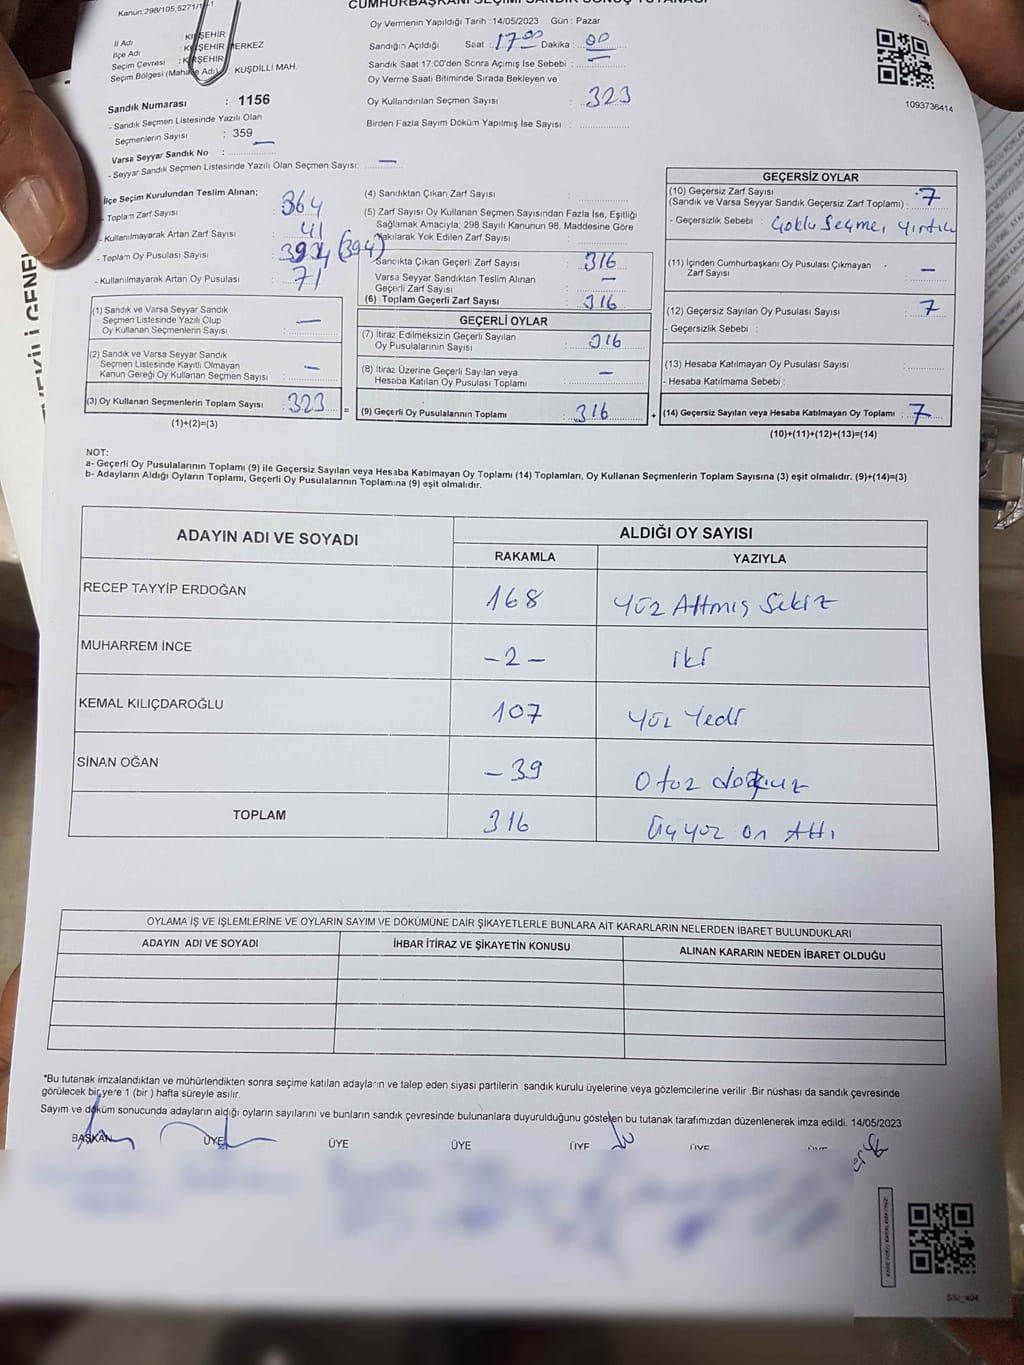 Kanun:298/105;6271/1
CUMHURBAŞKANI SEÇİMİ SANDIK SONUÇ TUTANAĞI
Oy Vermenin Yapıldığı Tarih :14/05/2023 Gün : Pazar
İl Adı : KIRŞEHİR
İlçe Adı : KIRŞEHİR MERKEZ
Seçim Çevresi : KIRŞEHİR
Seçim Bölgesi (Mahalle Adı) : KUŞDİLLİ MAH.
Sandığın Açıldığı Saat : 17 00 Dakika : 00
Sandık Saat 17:00'den Sonra Açımış İse Sebebi :
Oy Verme Saati Bitiminde Sırada Bekleyen ve
Oy Kullandırılan Seçmen Sayısı : 323
Birden Fazla Sayım Döküm Yapılmış İse Sayısı :
1093736414
Sandık Numarası : 1156
- Sandık Seçmen Listesinde Yazılı Olan
Seçmenlerin Sayısı : 359
Varsa Seyyar Sandık No : —
- Seyyar Sandık Seçmen Listesinde Yazılı Olan Seçmen Sayısı: —
İlçe Seçim Kurulundan Teslim Alınan;
- Toplam Zarf Sayısı : 364
- Kullanılmayarak Artan Zarf Sayısı : 41
- Toplam Oy Pusulası Sayısı : (394)
- Kullanılmayarak Artan Oy Pusulası : 71
(1) Sandık ve Varsa Seyyar Sandık
Seçmen Listesinde Yazılı Olup
Oy Kullanan Seçmenlerin Sayısı : —
(2) Sandık ve Varsa Seyyar Sandık
Seçmen Listesinde Kayıtlı Olmayan
Kanun Gereği Oy Kullanan Seçmen Sayısı : —
(3) Oy Kullanan Seçmenlerin Toplam Sayısı : 323 =
(1)+(2)=(3)
(4) Sandıktan Çıkan Zarf Sayısı :
(5) Zarf Sayısı Oy Kullanan Seçmen Sayısından Fazla İse, Eşitliği
Sağlamak Amacıyla; 298 Sayılı Kanunun 98. Maddesine Göre
Yakılarak Yok Edilen Zarf Sayısı :
Sandıkta Çıkan Geçerli Zarf Sayısı : 316
Varsa Seyyar Sandıktan Teslim Alınan
Geçerli Zarf Sayısı : —
(6) Toplam Geçerli Zarf Sayısı : 316
GEÇERLİ OYLAR
(7) İtiraz Edilmeksizin Geçerli Sayılan
Oy Pusulalarının Sayısı : 316
(8) İtiraz Üzerine Geçerli Sayılan veya
Hesaba Katılan Oy Pusulası Toplamı : —
(9) Geçerli Oy Pusulalarının Toplamı : 316 +
GEÇERSİZ OYLAR
(10) Geçersiz Zarf Sayısı
(Sandık ve Varsa Seyyar Sandık Geçersiz Zarf Toplamı) : 7
- Geçersizlik Sebebi : Çoklu Seçme, yırtık
(11) İçinden Cumhurbaşkanı Oy Pusulası Çıkmayan
Zarf Sayısı : —
(12) Geçersiz Sayılan Oy Pusulası Sayısı : 7
- Geçersizlik Sebebi :
(13) Hesaba Katılmayan Oy Pusulası Sayısı :
- Hesaba Katılmama Sebebi :
(14) Geçersiz Sayılan veya Hesaba Katılmayan Oy Toplamı : 7
(10)+(11)+(12)+(13)=(14)
NOT:
a- Geçerli Oy Pusulalarının Toplamı (9) ile Geçersiz Sayılan veya Hesaba Katılmayan Oy Toplamı (14) Toplamları, Oy Kullanan Seçmenlerin Toplam Sayısına (3) eşit olmalıdır. (9)+(14)=(3)
b- Adayların Aldığı Oyların Toplamı, Geçerli Oy Pusulalarının Toplamına (9) eşit olmalıdır.
ADAYIN ADI VE SOYADI
ALDIĞI OY SAYISI
RAKAMLA YAZIYLA
RECEP TAYYİP ERDOĞAN 168 Yüz Altmış Sekiz
MUHARREM İNCE -2- iki
KEMAL KILIÇDAROĞLU 107 Yüz Yedi
SİNAN OĞAN -39 Otuz dokuz
TOPLAM 316 Üçyüz on Altı
OYLAMA İŞ VE İŞLEMLERİNE VE OYLARIN SAYIM VE DÖKÜMÜNE DAİR ŞİKAYETLERLE BUNLARA AİT KARARLARIN NELERDEN İBARET BULUNDUKLARI
ADAYIN ADI VE SOYADI İHBAR İTİRAZ VE ŞİKAYETİN KONUSU ALINAN KARARIN NEDEN İBARET OLDUĞU
*Bu tutanak imzalandıktan ve mühürlendikten sonra seçime katılan adayların ve talep eden siyasi partilerin sandık kurulu üyelerine veya gözlemcilerine verilir .Bir nüshası da sandık çevresinde
görülecek bir yere 1 (bir ) hafta süreyle asılır.
Sayım ve döküm sonucunda adayların aldığı oyların sayılarını ve bunların sandık çevresinde bulunanlara duyurulduğunu gösteren bu tutanak tarafımızdan düzenlenerek imza edildi. 14/05/2023
BAŞKAN ÜYE ÜYE ÜYE ÜYE ÜYE